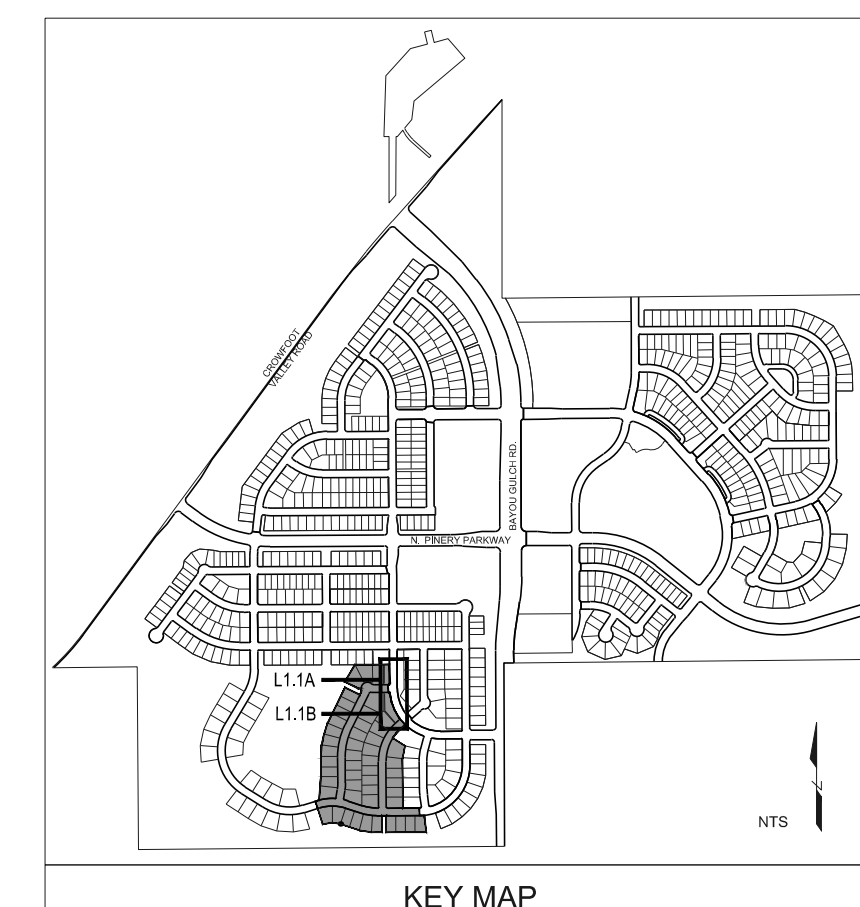 CROWFOOT
VALLEY ROAD
BAYOU GULCH RD.
N. PINERY PARKWAY
L1.1A
L1.1B
N
NTS
KEY MAP